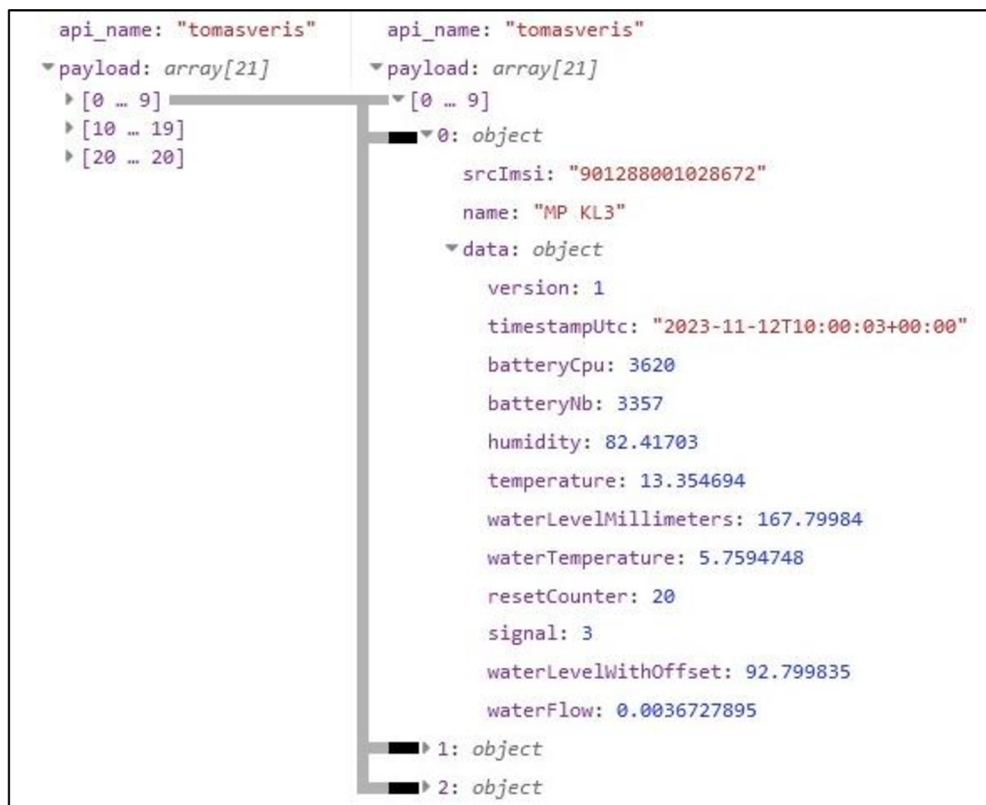 api_name: "tomasveris"
payload: array[21]
[0 … 9]
[10 … 19]
[20 … 20]
api_name: "tomasveris"
payload: array[21]
[0 … 9]
0: object
srcImsi: "901288001028672"
name: "MP KL3"
data: object
version: 1
timestampUtc: "2023-11-12T10:00:03+00:00"
batteryCpu: 3620
batteryNb: 3357
humidity: 82.41703
temperature: 13.354694
waterLevelMillimeters: 167.79984
waterTemperature: 5.7594748
resetCounter: 20
signal: 3
waterLevelWithOffset: 92.799835
waterFlow: 0.0036727895
1: object
2: object